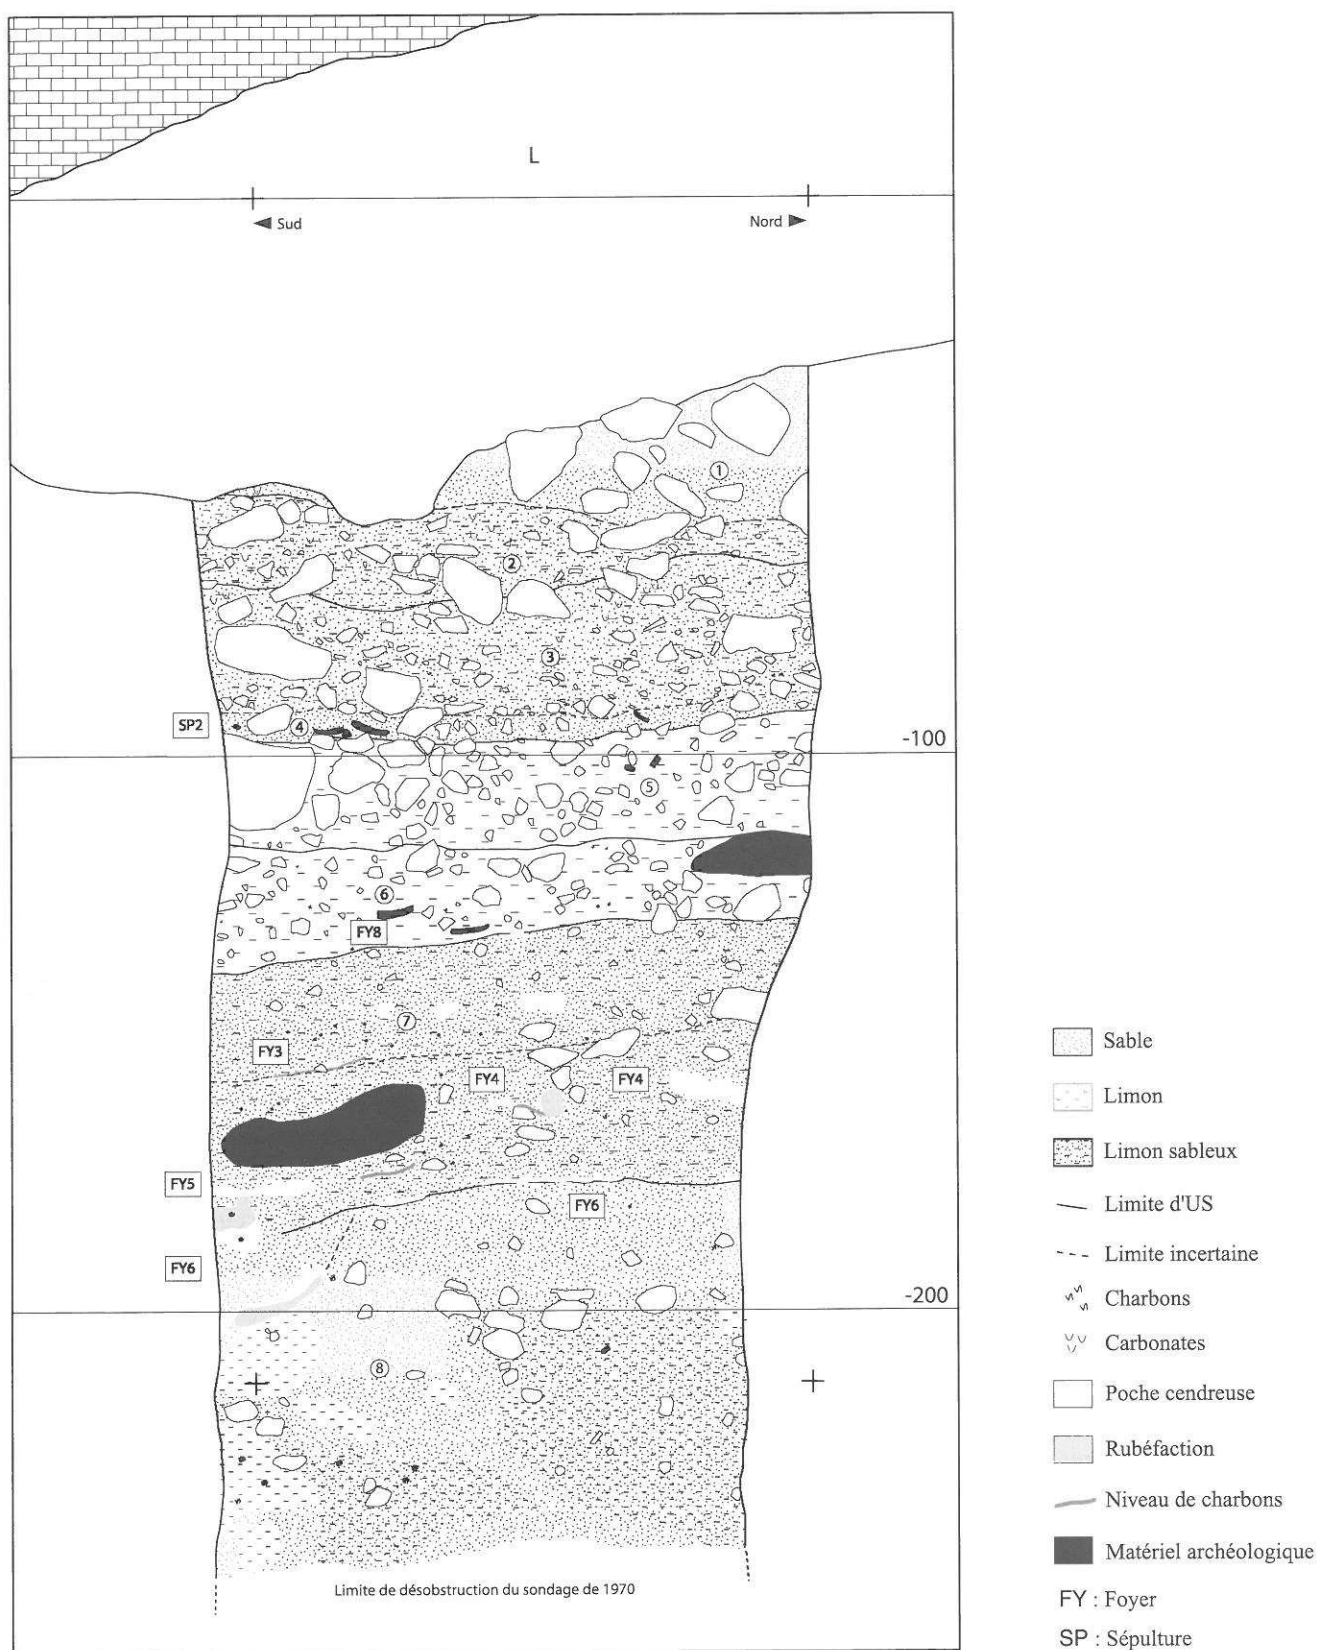 L
Sud
Nord
①
②
③
SP2
④
-100
⑤
⑥
FY8
⑦
FY3
FY4
FY4
FY5
FY6
FY6
-200
⑧
Limite de désobstruction du sondage de 1970
Sable
Limon
Limon sableux
Limite d'US
Limite incertaine
Charbons
Carbonates
Poche cendreuse
Rubéfaction
Niveau de charbons
Matériel archéologique
FY : Foyer
SP : Sépulture